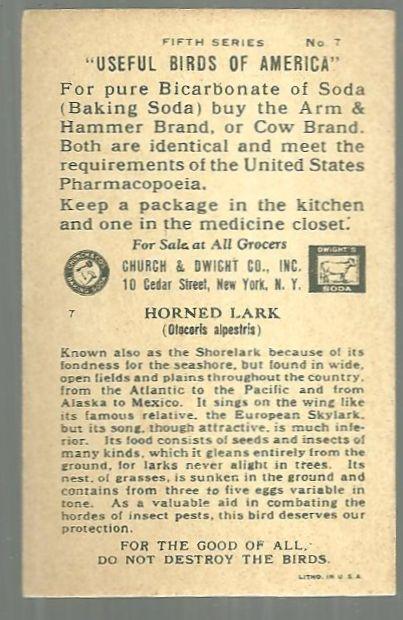 FIFTH SERIES No. 7
"USEFUL BIRDS OF AMERICA"
For pure Bicarbonate of Soda
(Baking Soda) buy the Arm &
Hammer Brand, or Cow Brand.
Both are identical and meet the
requirements of the United States
Pharmacopoeia.
Keep a package in the kitchen
and one in the medicine closet.
For Sale at All Grocers
CHURCH & DWIGHT CO., INC.
10 Cedar Street, New York, N. Y.
DWIGHT'S
SODA
7 HORNED LARK
(Otocoris alpestris)
Known also as the Shorelark because of its
fondness for the seashore, but found in wide,
open fields and plains throughout the country,
from the Atlantic to the Pacific and from
Alaska to Mexico. It sings on the wing like
its famous relative, the European Skylark,
but its song, though attractive, is much infe-
rior. Its food consists of seeds and insects of
many kinds, which it gleans entirely from the
ground, for larks never alight in trees. Its
nest, of grasses, is sunken in the ground and
contains from three to five eggs variable in
tone. As a valuable aid in combating the
hordes of insect pests, this bird deserves our
protection.
FOR THE GOOD OF ALL,
DO NOT DESTROY THE BIRDS.
LITHO. IN U.S.A.